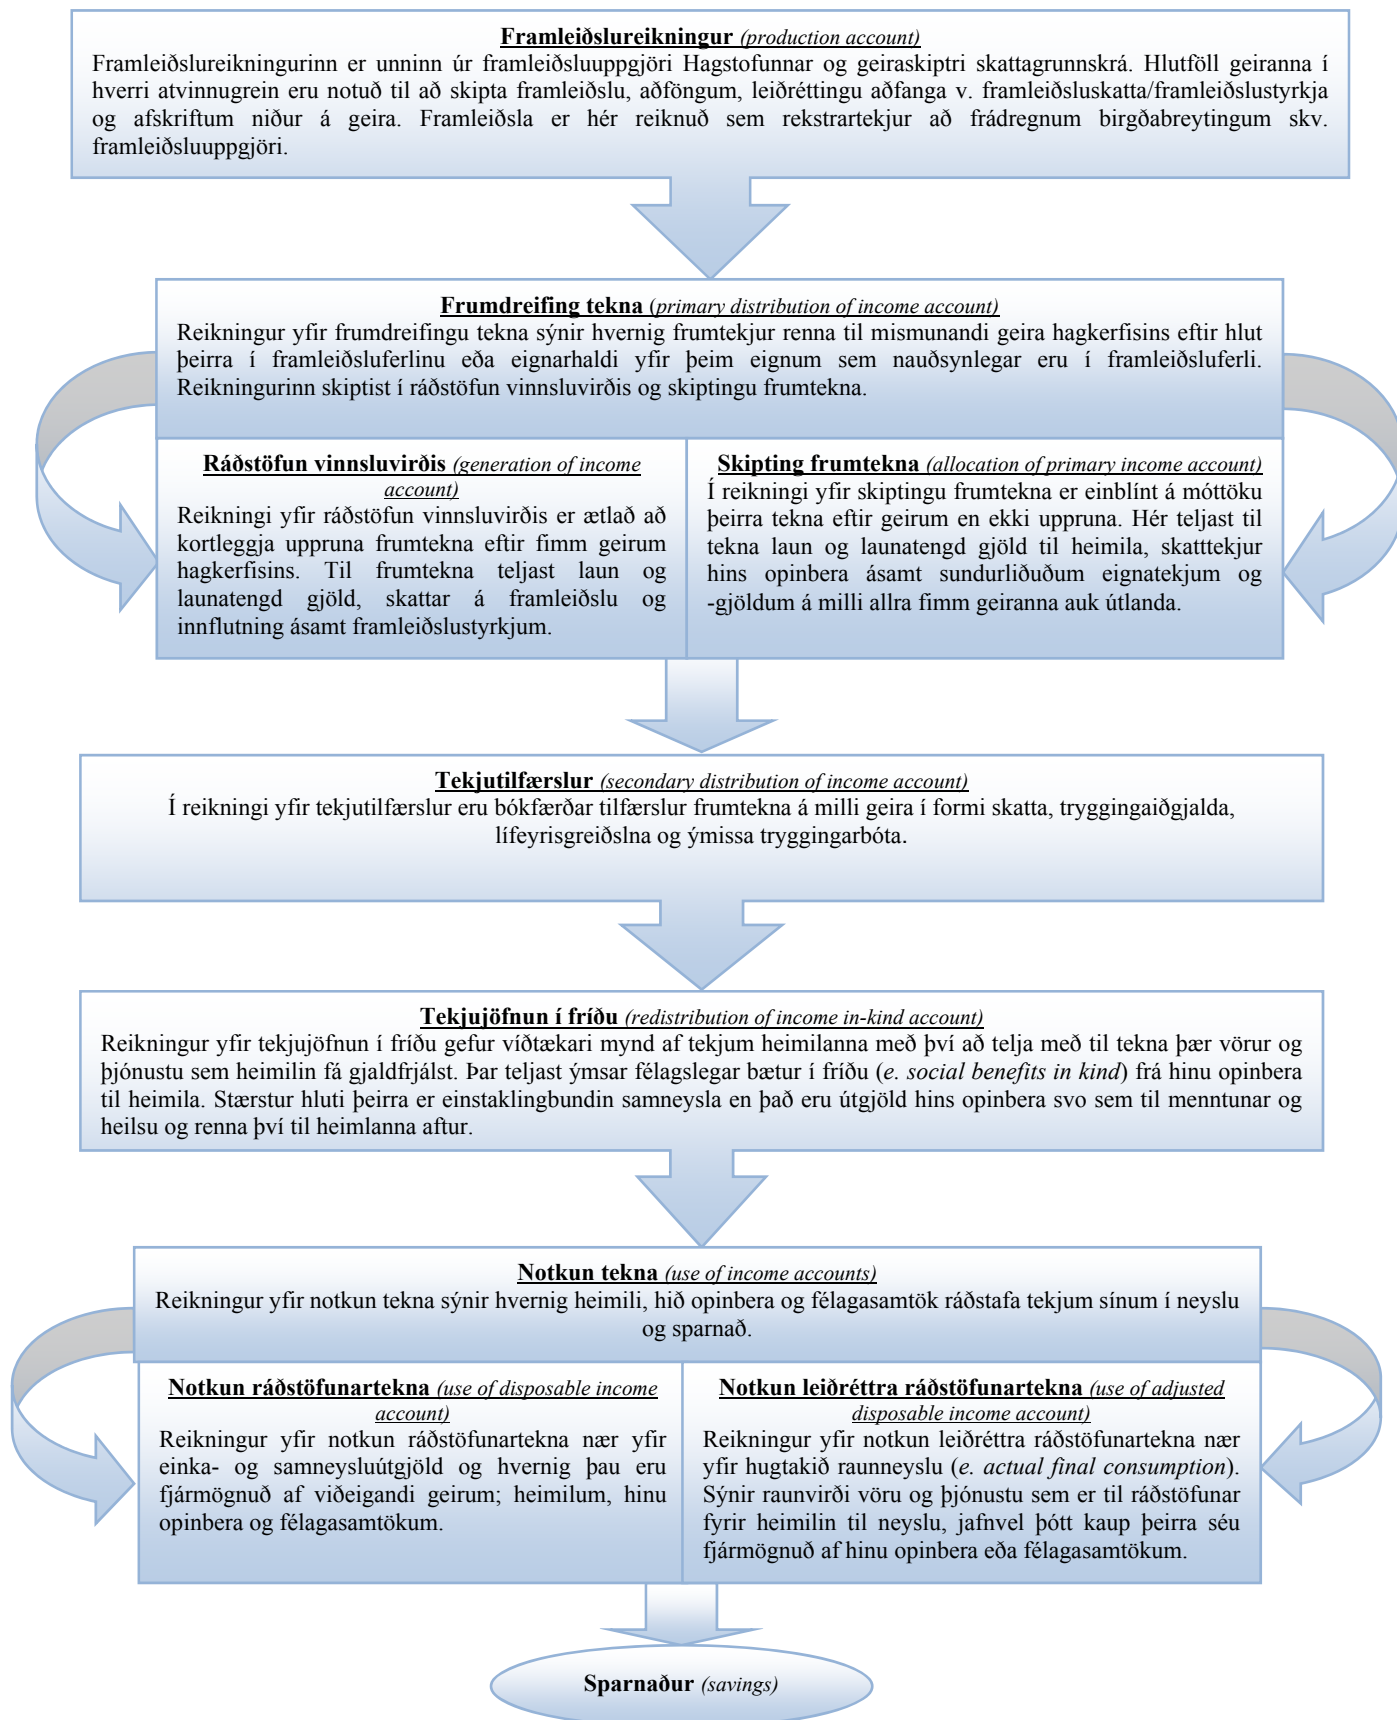 Framleiðslureikningur (production account)
Framleiðslureikningurinn er unninn úr framleiðsluuppgjöri Hagstofunnar og geiraskiptri skattagrunnskrá. Hlutföll geiranna í
hverri atvinnugrein eru notuð til að skipta framleiðslu, aðföngum, leiðréttingu aðfanga v. framleiðsluskatta/framleiðslustyrkja
og afskriftum niður á geira. Framleiðsla er hér reiknuð sem rekstrartekjur að frádregnum birgðabreytingum skv.
framleiðsluuppgjöri.
Frumdreifing tekna (primary distribution of income account)
Reikningur yfir frumdreifingu tekna sýnir hvernig frumtekjur renna til mismunandi geira hagkerfisins eftir hlut
þeirra í framleiðsluferlinu eða eignarhaldi yfir þeim eignum sem nauðsynlegar eru í framleiðsluferli.
Reikningurinn skiptist í ráðstöfun vinnsluvirðis og skiptingu frumtekna.
Ráðstöfun vinnsluvirðis (generation of income
account)
Reikningi yfir ráðstöfun vinnsluvirðis er ætlað að
kortleggja uppruna frumtekna eftir fimm geirum
hagkerfisins. Til frumtekna teljast laun og
launatengd gjöld, skattar á framleiðslu og
innflutning ásamt framleiðslustyrkjum.
Skipting frumtekna (allocation of primary income account)
Í reikningi yfir skiptingu frumtekna er einblínt á móttöku
þeirra tekna eftir geirum en ekki uppruna. Hér teljast til
tekna laun og launatengd gjöld til heimila, skatttekjur
hins opinbera ásamt sundurliðuðum eignatekjum og
-gjöldum á milli allra fimm geiranna auk útlanda.
Tekjutilfærslur (secondary distribution of income account)
Í reikningi yfir tekjutilfærslur eru bókfærðar tilfærslur frumtekna á milli geira í formi skatta, tryggingaiðgjalda,
lífeyrisgreiðslna og ýmissa tryggingarbóta.
Tekjujöfnun í fríðu (redistribution of income in-kind account)
Reikningur yfir tekjujöfnun í fríðu gefur víðtækari mynd af tekjum heimilanna með því að telja með til tekna þær vörur og
þjónustu sem heimilin fá gjaldfrjálst. Þar teljast ýmsar félagslegar bætur í fríðu (e. social benefits in kind) frá hinu opinbera
til heimila. Stærstur hluti þeirra er einstaklingbundin samneysla en það eru útgjöld hins opinbera svo sem til menntunar og
heilsu og renna því til heimlanna aftur.
Notkun tekna (use of income accounts)
Reikningur yfir notkun tekna sýnir hvernig heimili, hið opinbera og félagasamtök ráðstafa tekjum sínum í neyslu
og sparnað.
Notkun ráðstöfunartekna (use of disposable income
account)
Reikningur yfir notkun ráðstöfunartekna nær yfir
einka- og samneysluútgjöld og hvernig þau eru
fjármögnuð af viðeigandi geirum; heimilum, hinu
opinbera og félagasamtökum.
Notkun leiðréttra ráðstöfunartekna (use of adjusted
disposable income account)
Reikningur yfir notkun leiðréttra ráðstöfunartekna nær
yfir hugtakið raunneyslu (e. actual final consumption).
Sýnir raunvirði vöru og þjónustu sem er til ráðstöfunar
fyrir heimilin til neyslu, jafnvel þótt kaup þeirra séu
fjármögnuð af hinu opinbera eða félagasamtökum.
Sparnaður (savings)